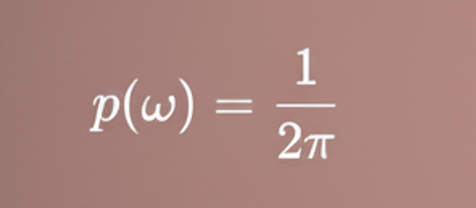 p(ω) = 1/2π